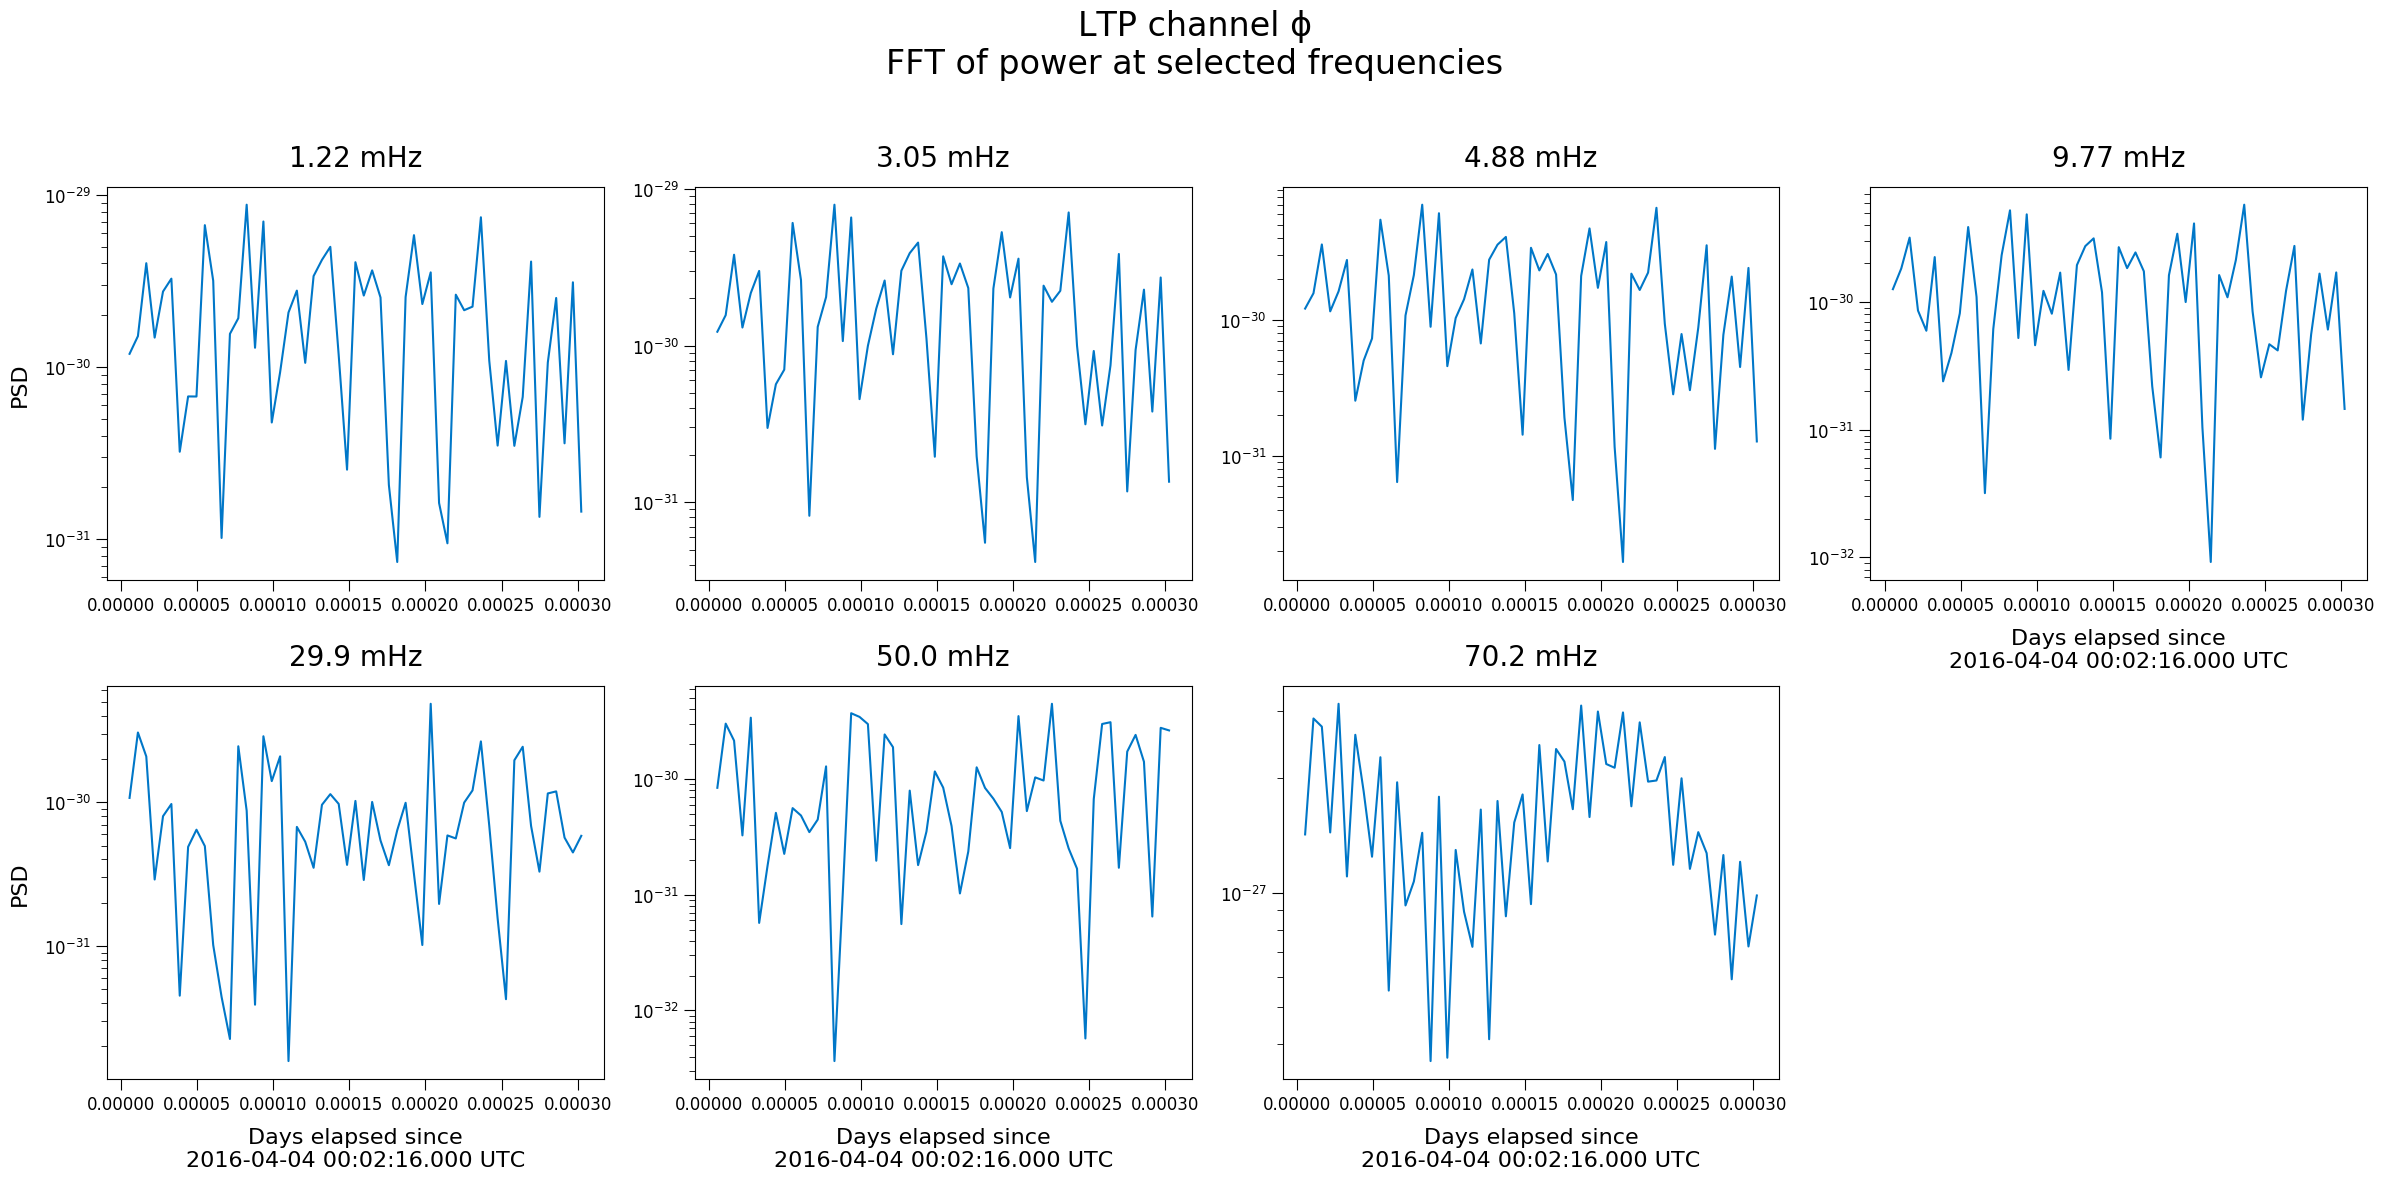 LTP channel ϕ
FFT of power at selected frequencies
1.22 mHz
3.05 mHz
4.88 mHz
9.77 mHz
PSD
10⁻²⁹
10⁻³⁰
10⁻³¹
0.00000 0.00005 0.00010 0.00015 0.00020 0.00025 0.00030
10⁻²⁹
10⁻³⁰
10⁻³¹
0.00000 0.00005 0.00010 0.00015 0.00020 0.00025 0.00030
10⁻³⁰
10⁻³¹
0.00000 0.00005 0.00010 0.00015 0.00020 0.00025 0.00030
10⁻³⁰
10⁻³¹
10⁻³²
0.00000 0.00005 0.00010 0.00015 0.00020 0.00025 0.00030
Days elapsed since
2016-04-04 00:02:16.000 UTC
29.9 mHz
50.0 mHz
70.2 mHz
PSD
10⁻³⁰
10⁻³¹
0.00000 0.00005 0.00010 0.00015 0.00020 0.00025 0.00030
Days elapsed since
2016-04-04 00:02:16.000 UTC
10⁻³⁰
10⁻³¹
10⁻³²
0.00000 0.00005 0.00010 0.00015 0.00020 0.00025 0.00030
Days elapsed since
2016-04-04 00:02:16.000 UTC
10⁻²⁷
0.00000 0.00005 0.00010 0.00015 0.00020 0.00025 0.00030
Days elapsed since
2016-04-04 00:02:16.000 UTC